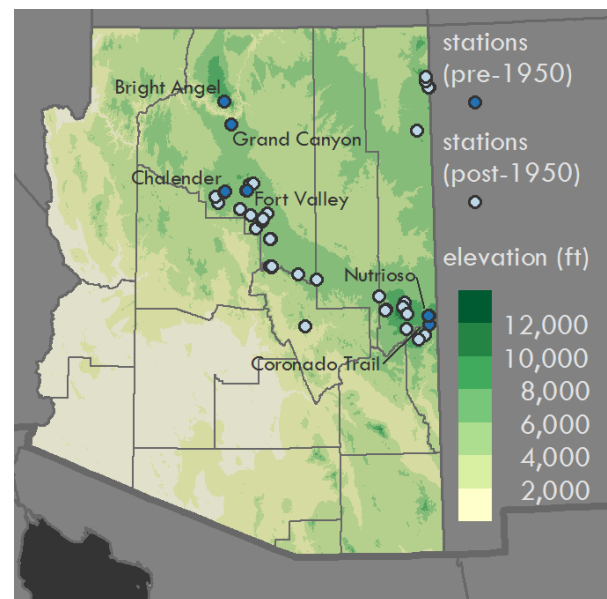 stations
(pre-1950)
Bright Angel
Grand Canyon
stations
(post-1950)
Chalender
Fort Valley
elevation (ft)
Nutrioso
12,000
10,000
Coronado Trail
8,000
6,000
4,000
2,000